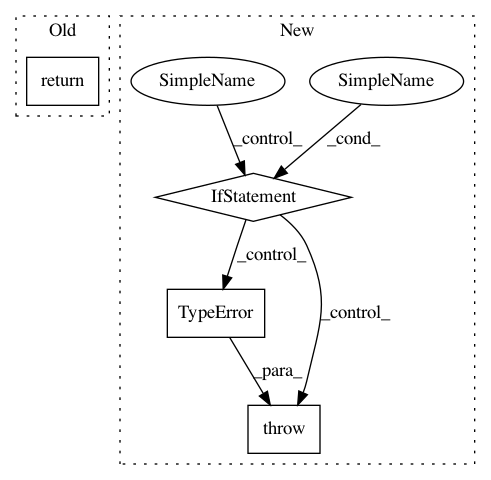 Old
New
return
SimpleName
SimpleName
_control_
_cond_
IfStatement
_control_
_control_
TypeError
_para_
throw